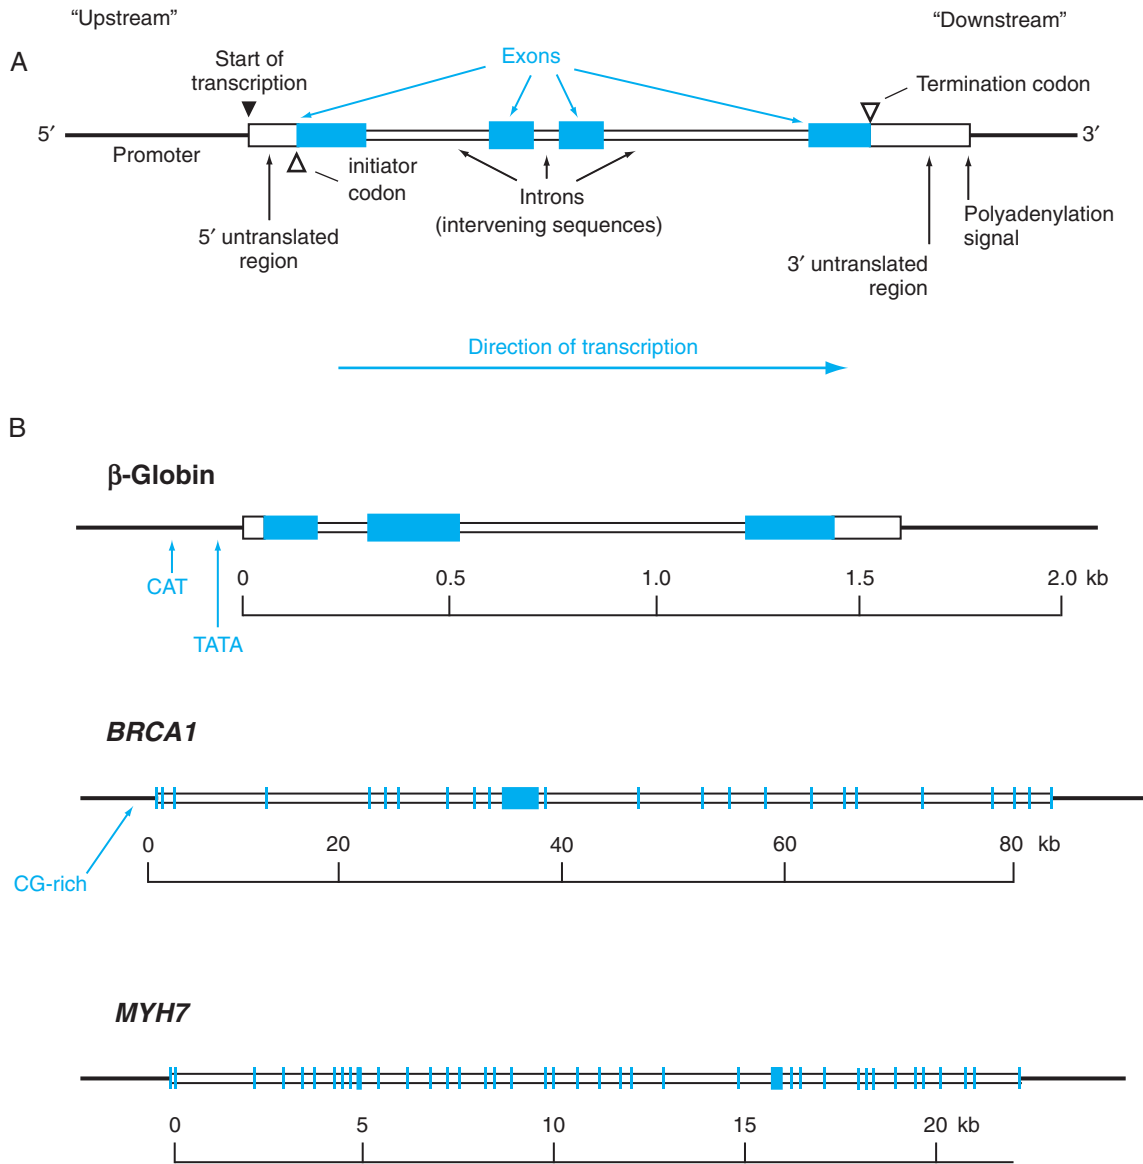 “Upstream”
“Downstream”
A
Start of
transcription
Exons
Termination codon
5′
3′
Promoter
initiator
codon
Introns
(intervening sequences)
5′ untranslated
region
Polyadenylation
signal
3′ untranslated
region
Direction of transcription
B
β-Globin
CAT
TATA
0 0.5 1.0 1.5 2.0 kb
BRCA1
CG-rich
0 20 40 60 80 kb
MYH7
0 5 10 15 20 kb